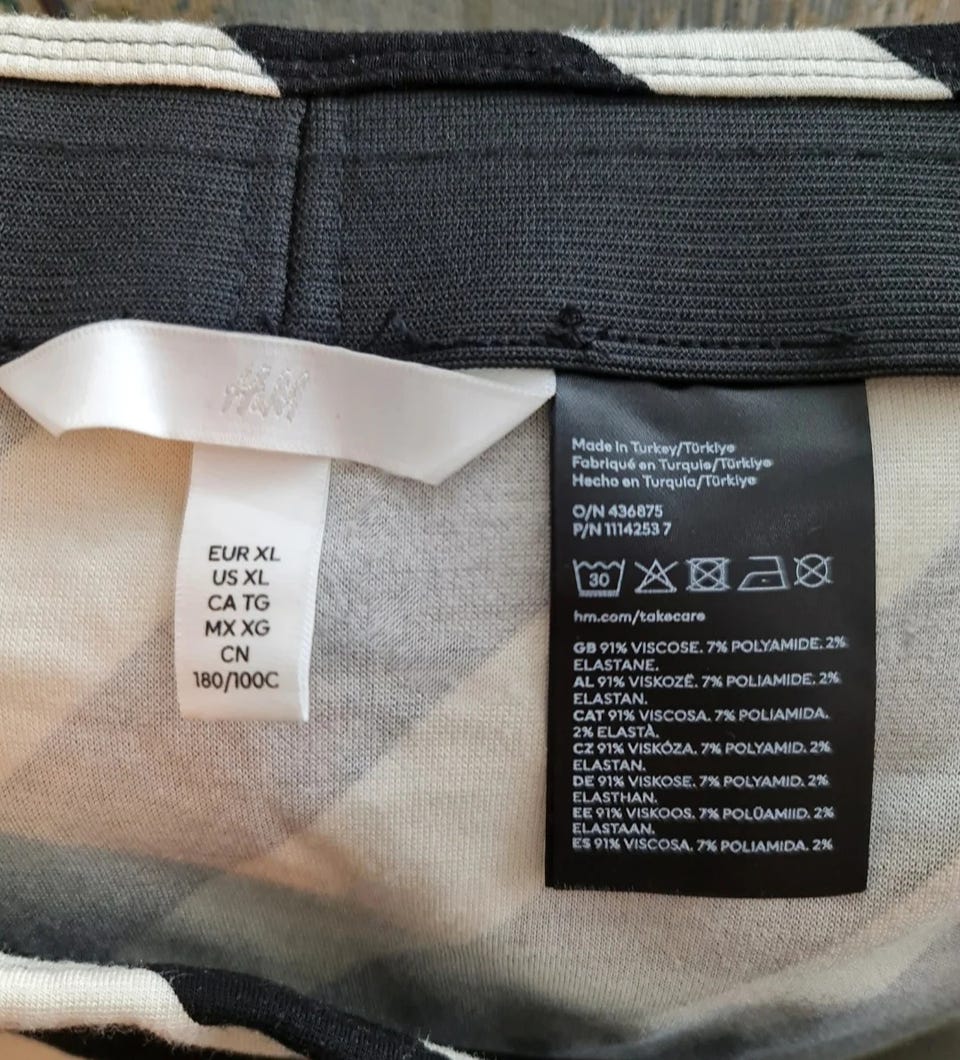 H&M
EUR XL
US XL
CA TG
MX XG
CN
180/100C
Made in Turkey/Türkiye
Fabriqué en Turquie/Türkiye
Hecho en Turquía/Türkiye
O/N 436875
P/N 1114253 7
30
hm.com/takecare
GB 91% VISCOSE. 7% POLYAMIDE. 2%
ELASTANE.
AL 91% VISKOZË. 7% POLIAMIDE. 2%
ELASTAN.
CAT 91% VISCOSA. 7% POLIAMIDA.
2% ELASTÀ.
CZ 91% VISKÓZA. 7% POLYAMID. 2%
ELASTAN.
DE 91% VISKOSE. 7% POLYAMID. 2%
ELASTHAN.
EE 91% VISKOOS. 7% POLÜAMIID. 2%
ELASTAAN.
ES 91% VISCOSA. 7% POLIAMIDA. 2%